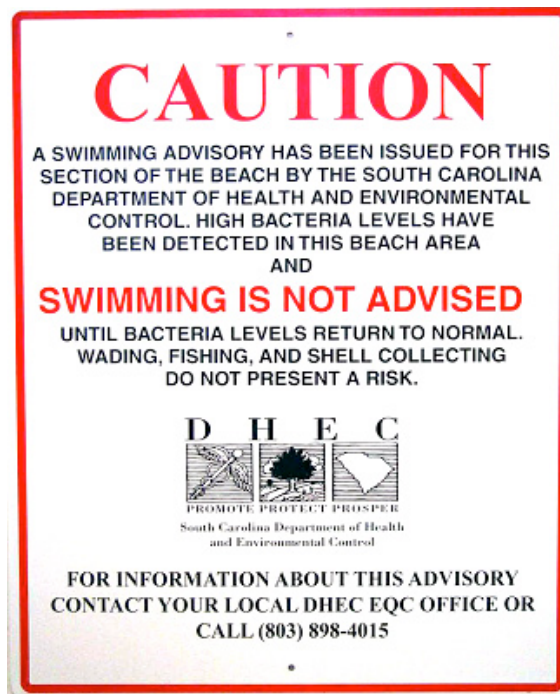 CAUTION
A SWIMMING ADVISORY HAS BEEN ISSUED FOR THIS
SECTION OF THE BEACH BY THE SOUTH CAROLINA
DEPARTMENT OF HEALTH AND ENVIRONMENTAL
CONTROL. HIGH BACTERIA LEVELS HAVE
BEEN DETECTED IN THIS BEACH AREA
AND
SWIMMING IS NOT ADVISED
UNTIL BACTERIA LEVELS RETURN TO NORMAL.
WADING, FISHING, AND SHELL COLLECTING
DO NOT PRESENT A RISK.
D H E C
PROMOTE PROTECT PROSPER
South Carolina Department of Health
and Environmental Control
FOR INFORMATION ABOUT THIS ADVISORY
CONTACT YOUR LOCAL DHEC EQC OFFICE OR
CALL (803) 898-4015